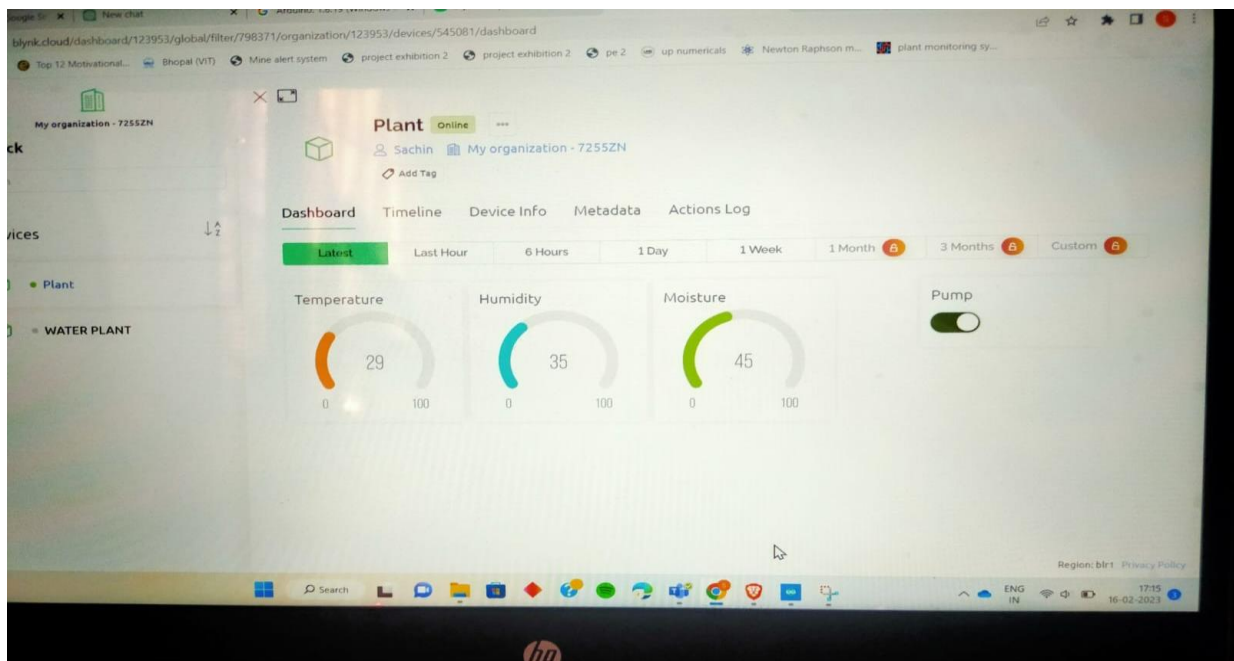 New chat
blynk.cloud/dashboard/123953/global/filter/798371/organization/123953/devices/545081/dashboard
Top 12 Motivational... Bhopal (VIT) Mine alert system project exhibition 2 project exhibition 2 pe 2 up numericals Newton Raphson m... plant monitoring sy...
My organization - 7255ZN
Plant Online ...
Sachin My organization - 7255ZN
Add Tag
Dashboard Timeline Device Info Metadata Actions Log
Latest Last Hour 6 Hours 1 Day 1 Week 1 Month 3 Months Custom
Plant
WATER PLANT
Temperature Humidity Moisture Pump
29 35 45
0 100 0 100 0 100
Region: blr1 Privacy Policy
Search
ENG
IN
17:15
16-02-2023
hp